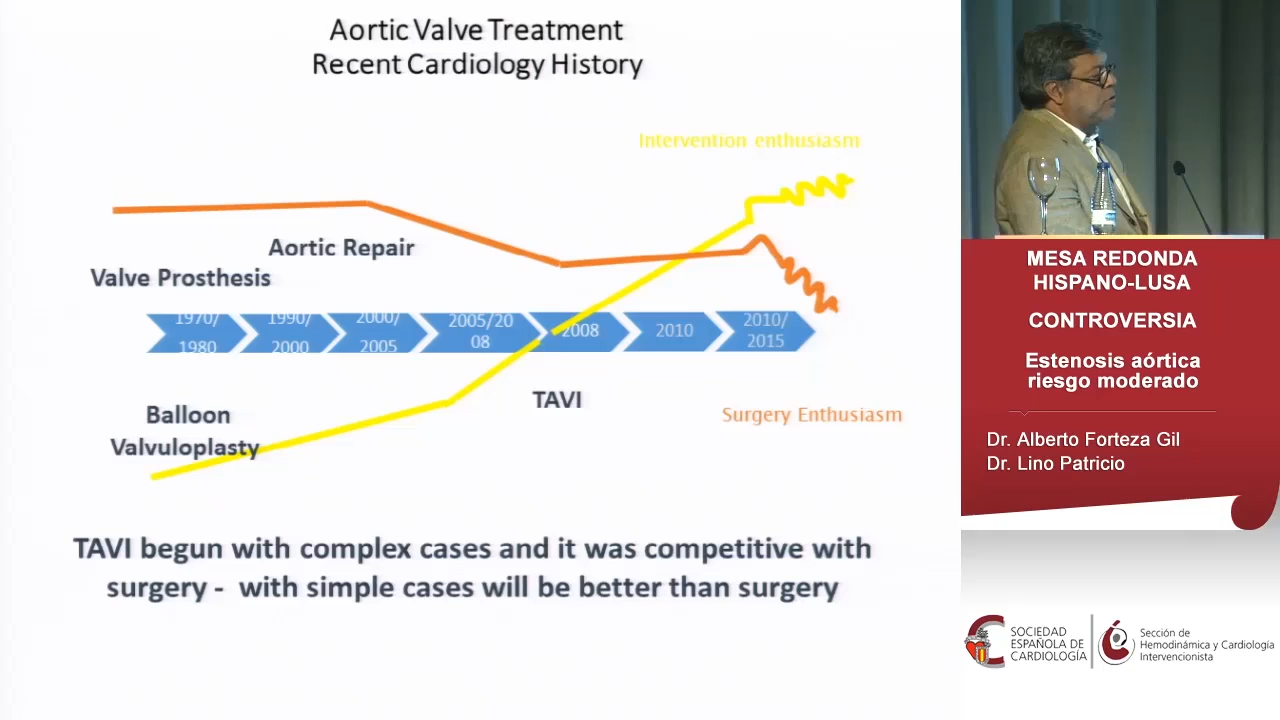 Aortic Valve Treatment
Recent Cardiology History
Intervention enthusiasm
Aortic Repair
Valve Prosthesis
1970/
1980
1990/
2000
2000/
2005
2005/20
08
2008
2010
2010/
2015
Balloon
Valvuloplasty
TAVI
Surgery Enthusiasm
TAVI begun with complex cases and it was competitive with
surgery - with simple cases will be better than surgery
MESA REDONDA
HISPANO-LUSA
CONTROVERSIA
Estenosis aórtica
riesgo moderado
Dr. Alberto Forteza Gil
Dr. Lino Patricio
SOCIEDAD
ESPAÑOLA DE
CARDIOLOGÍA
Sección de
Hemodinámica y Cardiología
Intervencionista